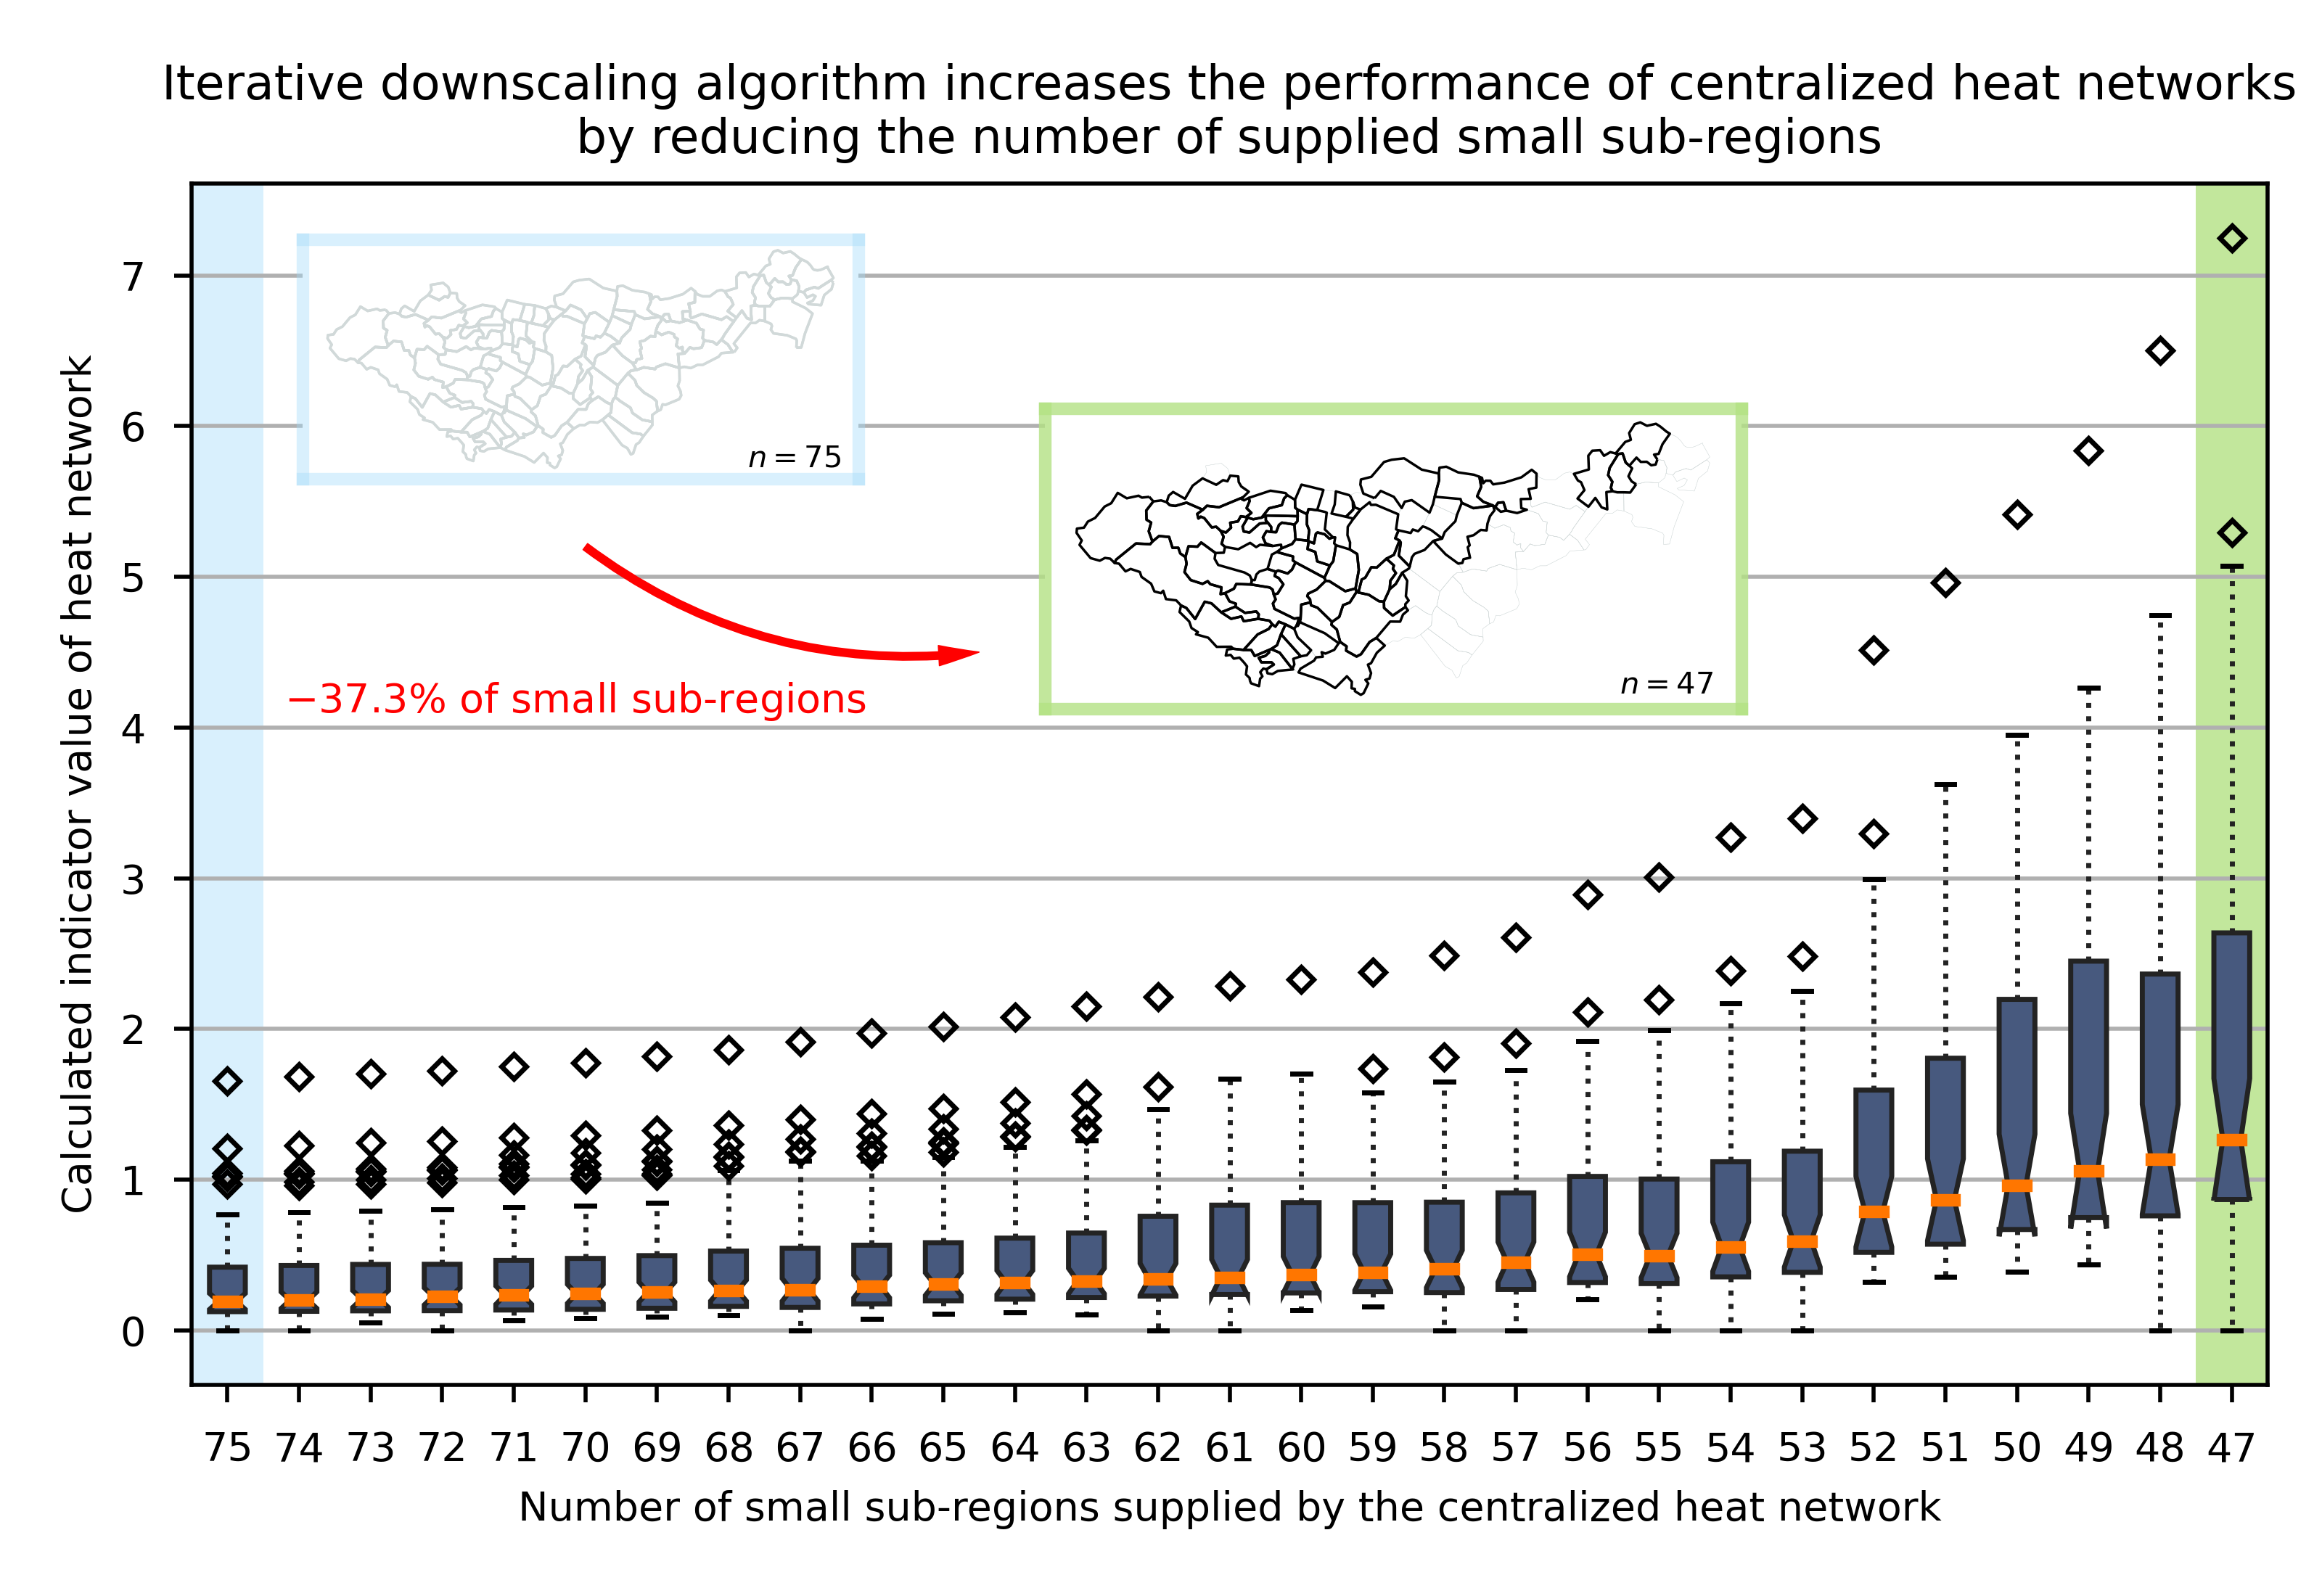 Iterative downscaling algorithm increases the performance of centralized heat networks
by reducing the number of supplied small sub-regions
Calculated indicator value of heat network
7
6
5
4
3
2
1
0
n = 75
n = 47
−37.3% of small sub-regions
75 74 73 72 71 70 69 68 67 66 65 64 63 62 61 60 59 58 57 56 55 54 53 52 51 50 49 48 47
Number of small sub-regions supplied by the centralized heat network